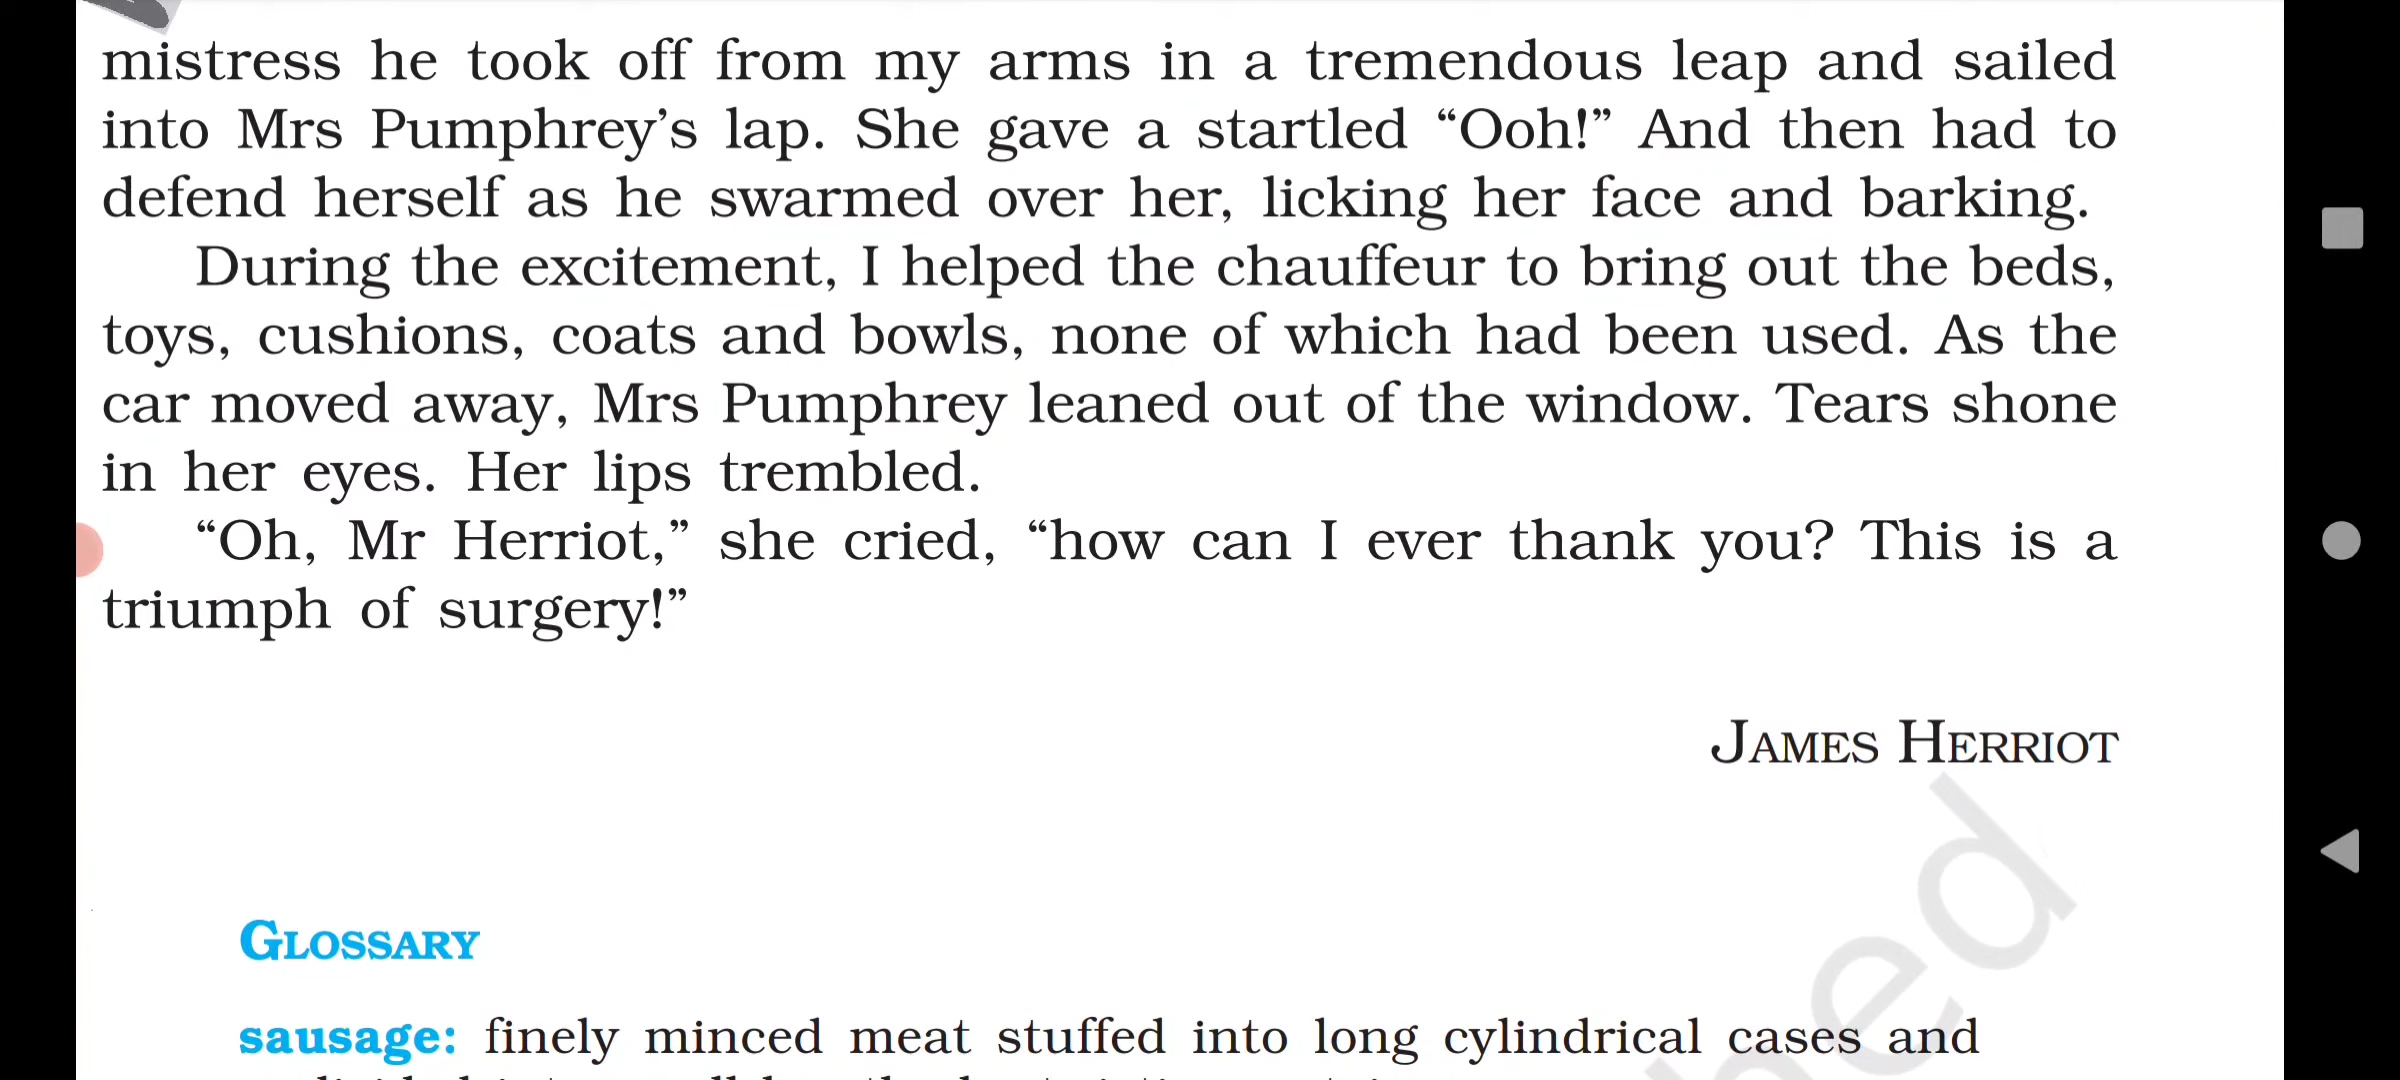 mistress he took off from my arms in a tremendous leap and sailed
into Mrs Pumphrey’s lap. She gave a startled “Ooh!” And then had to
defend herself as he swarmed over her, licking her face and barking.
During the excitement, I helped the chauffeur to bring out the beds,
toys, cushions, coats and bowls, none of which had been used. As the
car moved away, Mrs Pumphrey leaned out of the window. Tears shone
in her eyes. Her lips trembled.
“Oh, Mr Herriot,” she cried, “how can I ever thank you? This is a
triumph of surgery!”
JAMES HERRIOT
GLOSSARY
sausage: finely minced meat stuffed into long cylindrical cases and